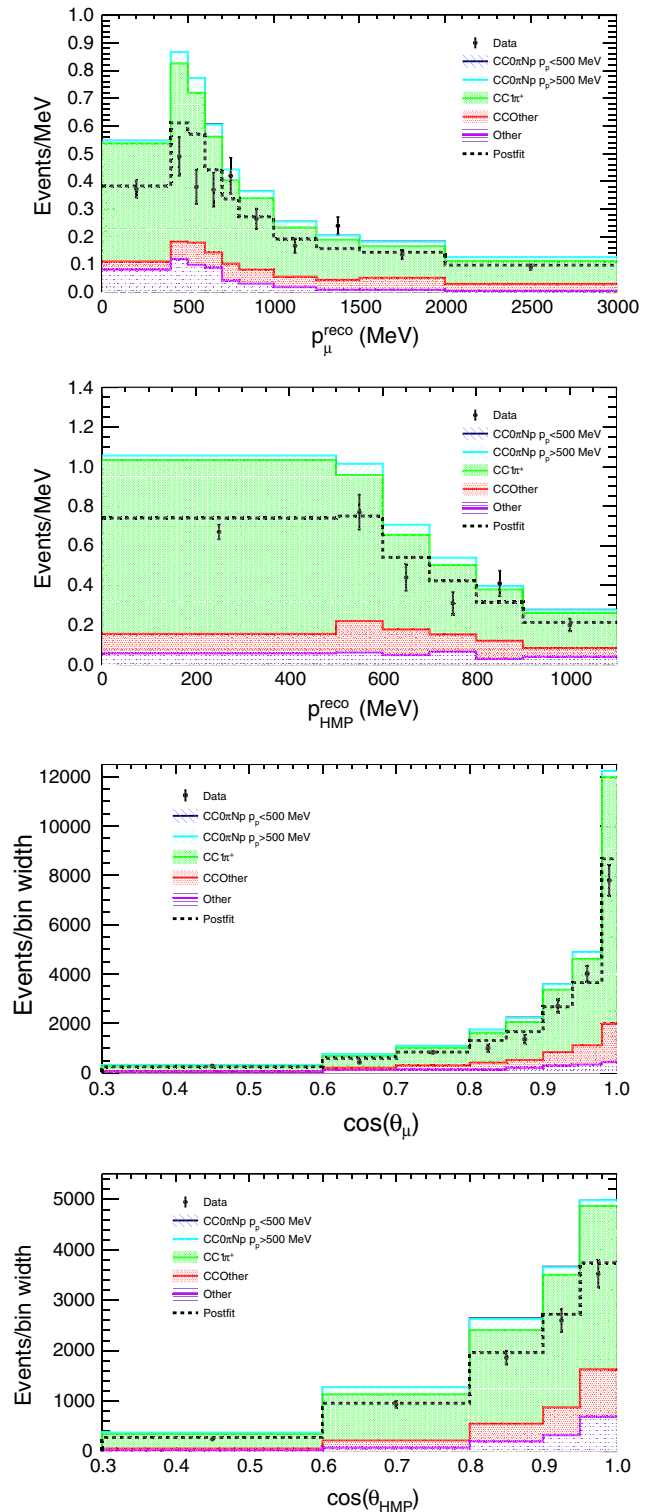 1.0
0.9
0.8
0.7
0.6
0.5
0.4
0.3
0.2
0.1
0.0
Events/MeV
Data
CC0πNp p_p<500 MeV
CC0πNp p_p>500 MeV
CC1π⁺
CCOther
Other
Postfit
0 500 1000 1500 2000 2500 3000
p_μ^reco (MeV)
1.4
1.2
1.0
0.8
0.6
0.4
0.2
0.0
Events/MeV
Data
CC0πNp p_p<500 MeV
CC0πNp p_p>500 MeV
CC1π⁺
CCOther
Other
Postfit
0 200 400 600 800 1000
p_HMP^reco (MeV)
12000
10000
8000
6000
4000
2000
0
Events/bin width
Data
CC0πNp p_p<500 MeV
CC0πNp p_p>500 MeV
CC1π⁺
CCOther
Other
Postfit
0.3 0.4 0.5 0.6 0.7 0.8 0.9 1.0
cos(θ_μ)
5000
4000
3000
2000
1000
0
Events/bin width
Data
CC0πNp p_p<500 MeV
CC0πNp p_p>500 MeV
CC1π⁺
CCOther
Other
Postfit
0.3 0.4 0.5 0.6 0.7 0.8 0.9 1.0
cos(θ_HMP)